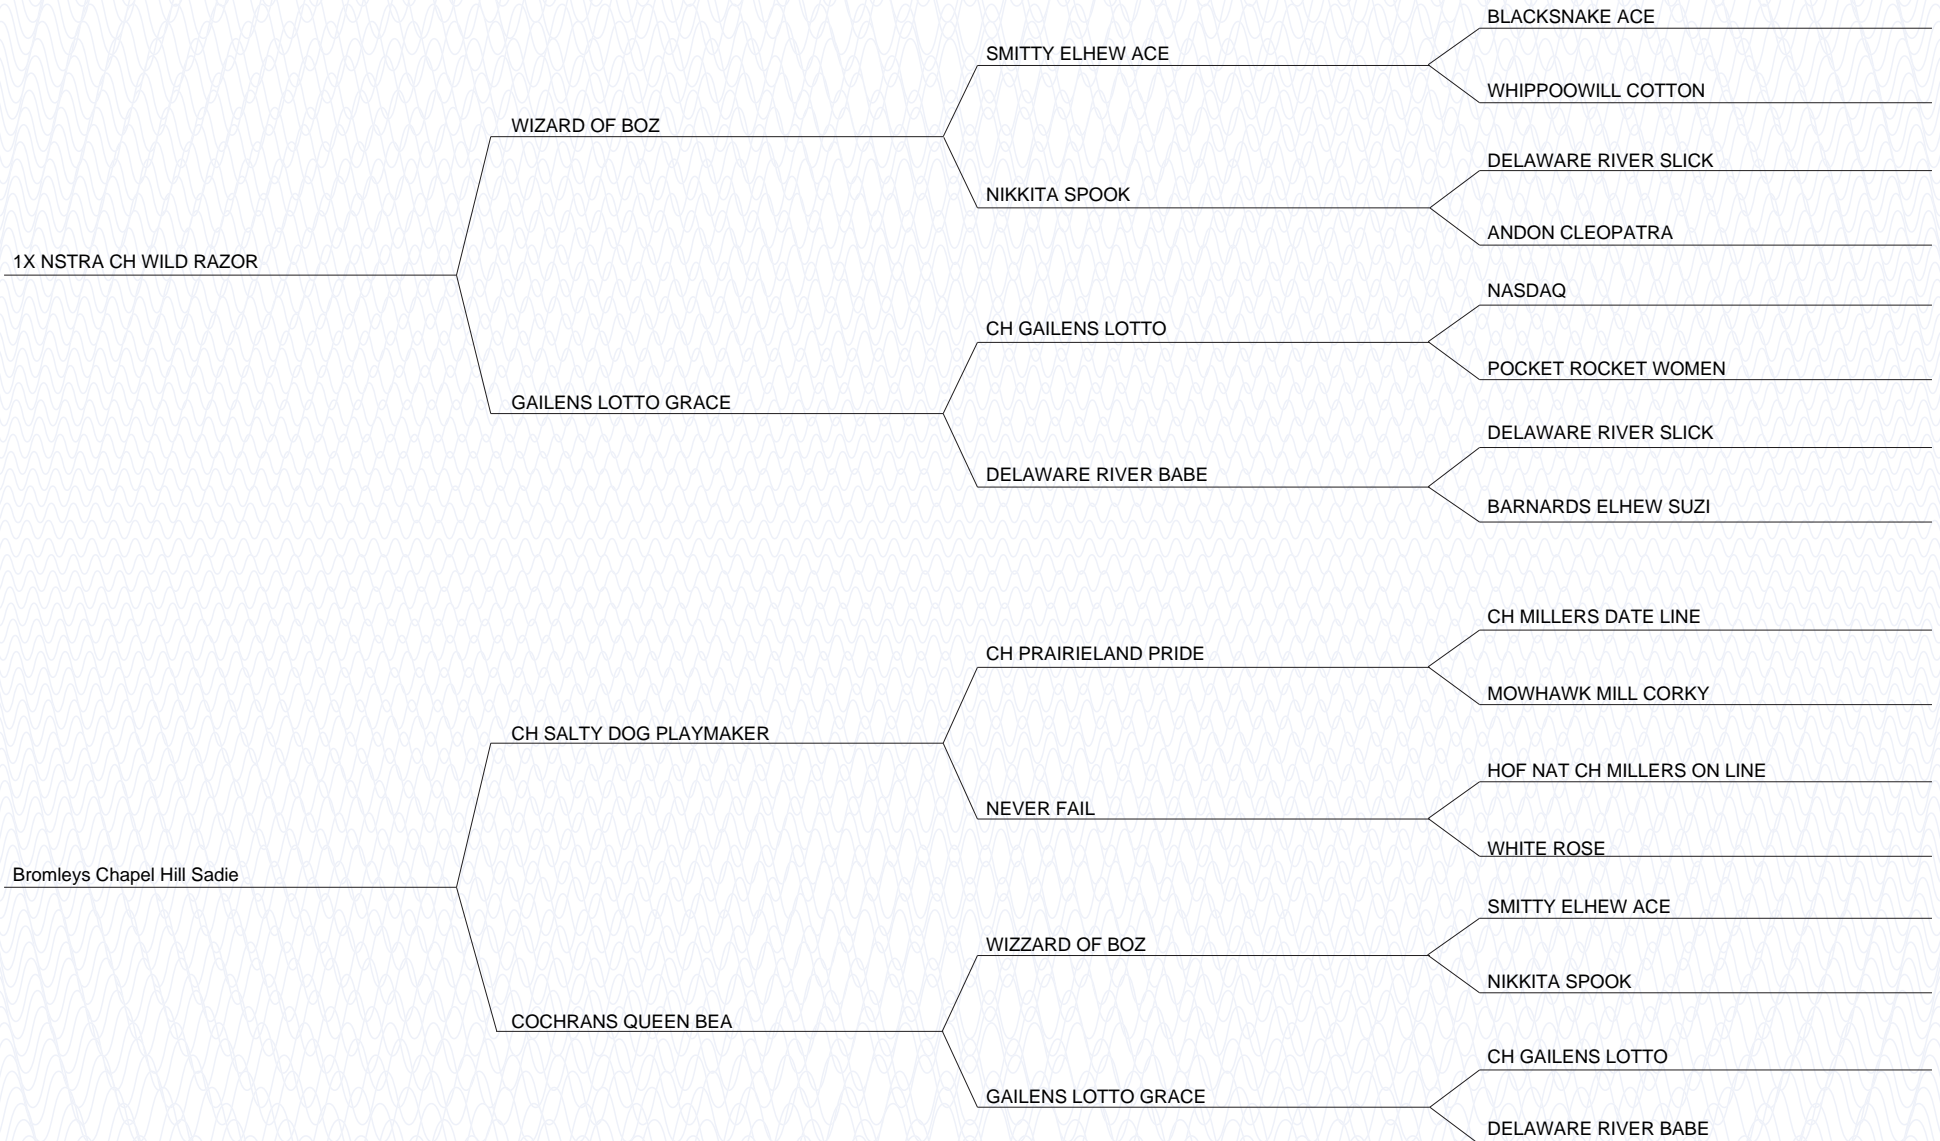 BLACKSNAKE ACE
SMITTY ELHEW ACE
WHIPPOOWILL COTTON
WIZARD OF BOZ
DELAWARE RIVER SLICK
NIKKITA SPOOK
ANDON CLEOPATRA
1X NSTRA CH WILD RAZOR
NASDAQ
CH GAILENS LOTTO
POCKET ROCKET WOMEN
GAILENS LOTTO GRACE
DELAWARE RIVER SLICK
DELAWARE RIVER BABE
BARNARDS ELHEW SUZI
CH MILLERS DATE LINE
CH PRAIRIELAND PRIDE
MOWHAWK MILL CORKY
CH SALTY DOG PLAYMAKER
HOF NAT CH MILLERS ON LINE
NEVER FAIL
WHITE ROSE
Bromleys Chapel Hill Sadie
SMITTY ELHEW ACE
WIZZARD OF BOZ
NIKKITA SPOOK
COCHRANS QUEEN BEA
CH GAILENS LOTTO
GAILENS LOTTO GRACE
DELAWARE RIVER BABE